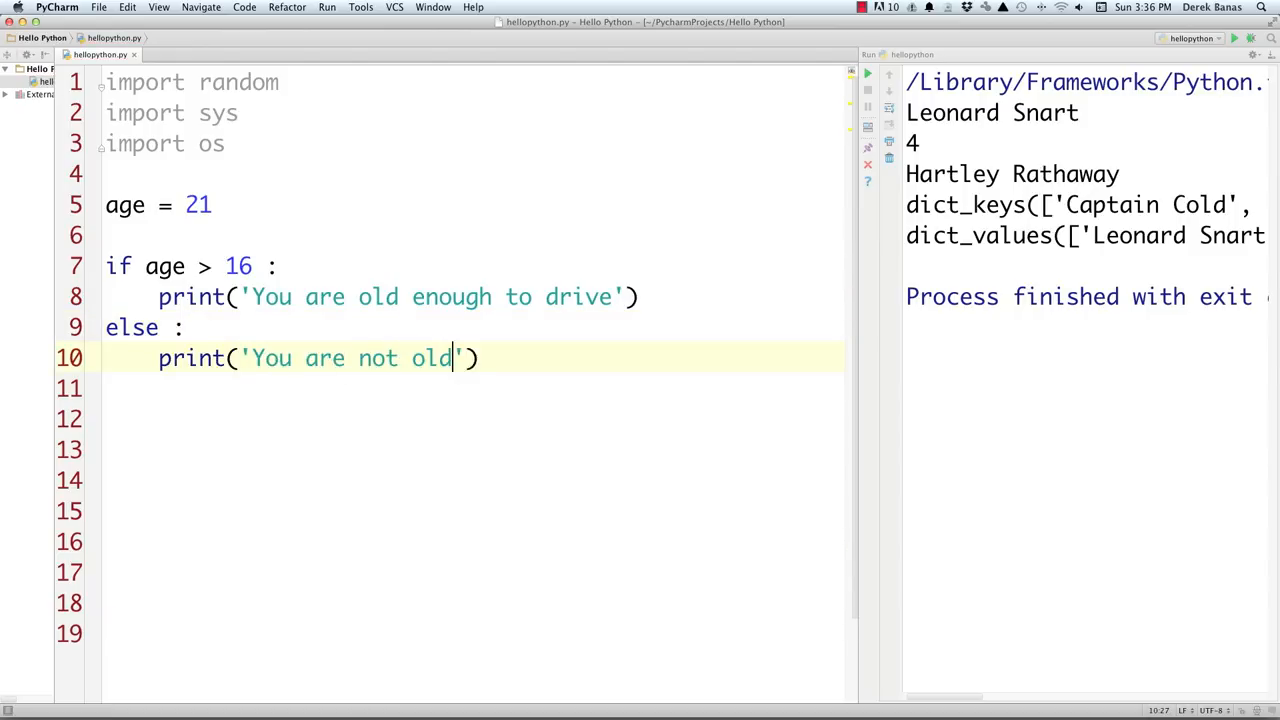 PyCharm File Edit View Navigate Code Refactor Run Tools VCS Window Help 10 Sun 3:36 PM Derek Banas
hellopython.py – Hello Python – [~/PycharmProjects/Hello Python]
Hello Python hellopython.py hellopython
hellopython.py Run hellopython
Hello P
hello
Externa
1 import random
2 import sys
3 import os
4
5 age = 21
6
7 if age > 16 :
8 print('You are old enough to drive')
9 else :
10 print('You are not old')
11
12
13
14
15
16
17
18
19
/Library/Frameworks/Python.
Leonard Snart
4
Hartley Rathaway
dict_keys(['Captain Cold',
dict_values(['Leonard Snart
Process finished with exit
10:27 LF UTF-8